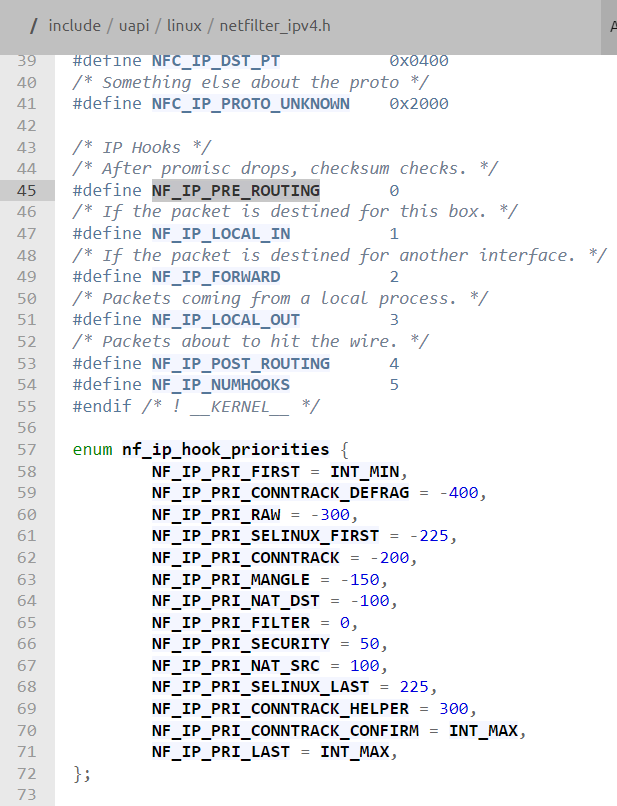 / include / uapi / linux / netfilter_ipv4.h
39 #define NFC_IP_DST_PT 0x0400
40 /* Something else about the proto */
41 #define NFC_IP_PROTO_UNKNOWN 0x2000
42
43 /* IP Hooks */
44 /* After promisc drops, checksum checks. */
45 #define NF_IP_PRE_ROUTING 0
46 /* If the packet is destined for this box. */
47 #define NF_IP_LOCAL_IN 1
48 /* If the packet is destined for another interface. */
49 #define NF_IP_FORWARD 2
50 /* Packets coming from a local process. */
51 #define NF_IP_LOCAL_OUT 3
52 /* Packets about to hit the wire. */
53 #define NF_IP_POST_ROUTING 4
54 #define NF_IP_NUMHOOKS 5
55 #endif /* ! __KERNEL__ */
56
57 enum nf_ip_hook_priorities {
58 NF_IP_PRI_FIRST = INT_MIN,
59 NF_IP_PRI_CONNTRACK_DEFRAG = -400,
60 NF_IP_PRI_RAW = -300,
61 NF_IP_PRI_SELINUX_FIRST = -225,
62 NF_IP_PRI_CONNTRACK = -200,
63 NF_IP_PRI_MANGLE = -150,
64 NF_IP_PRI_NAT_DST = -100,
65 NF_IP_PRI_FILTER = 0,
66 NF_IP_PRI_SECURITY = 50,
67 NF_IP_PRI_NAT_SRC = 100,
68 NF_IP_PRI_SELINUX_LAST = 225,
69 NF_IP_PRI_CONNTRACK_HELPER = 300,
70 NF_IP_PRI_CONNTRACK_CONFIRM = INT_MAX,
71 NF_IP_PRI_LAST = INT_MAX,
72 };
73